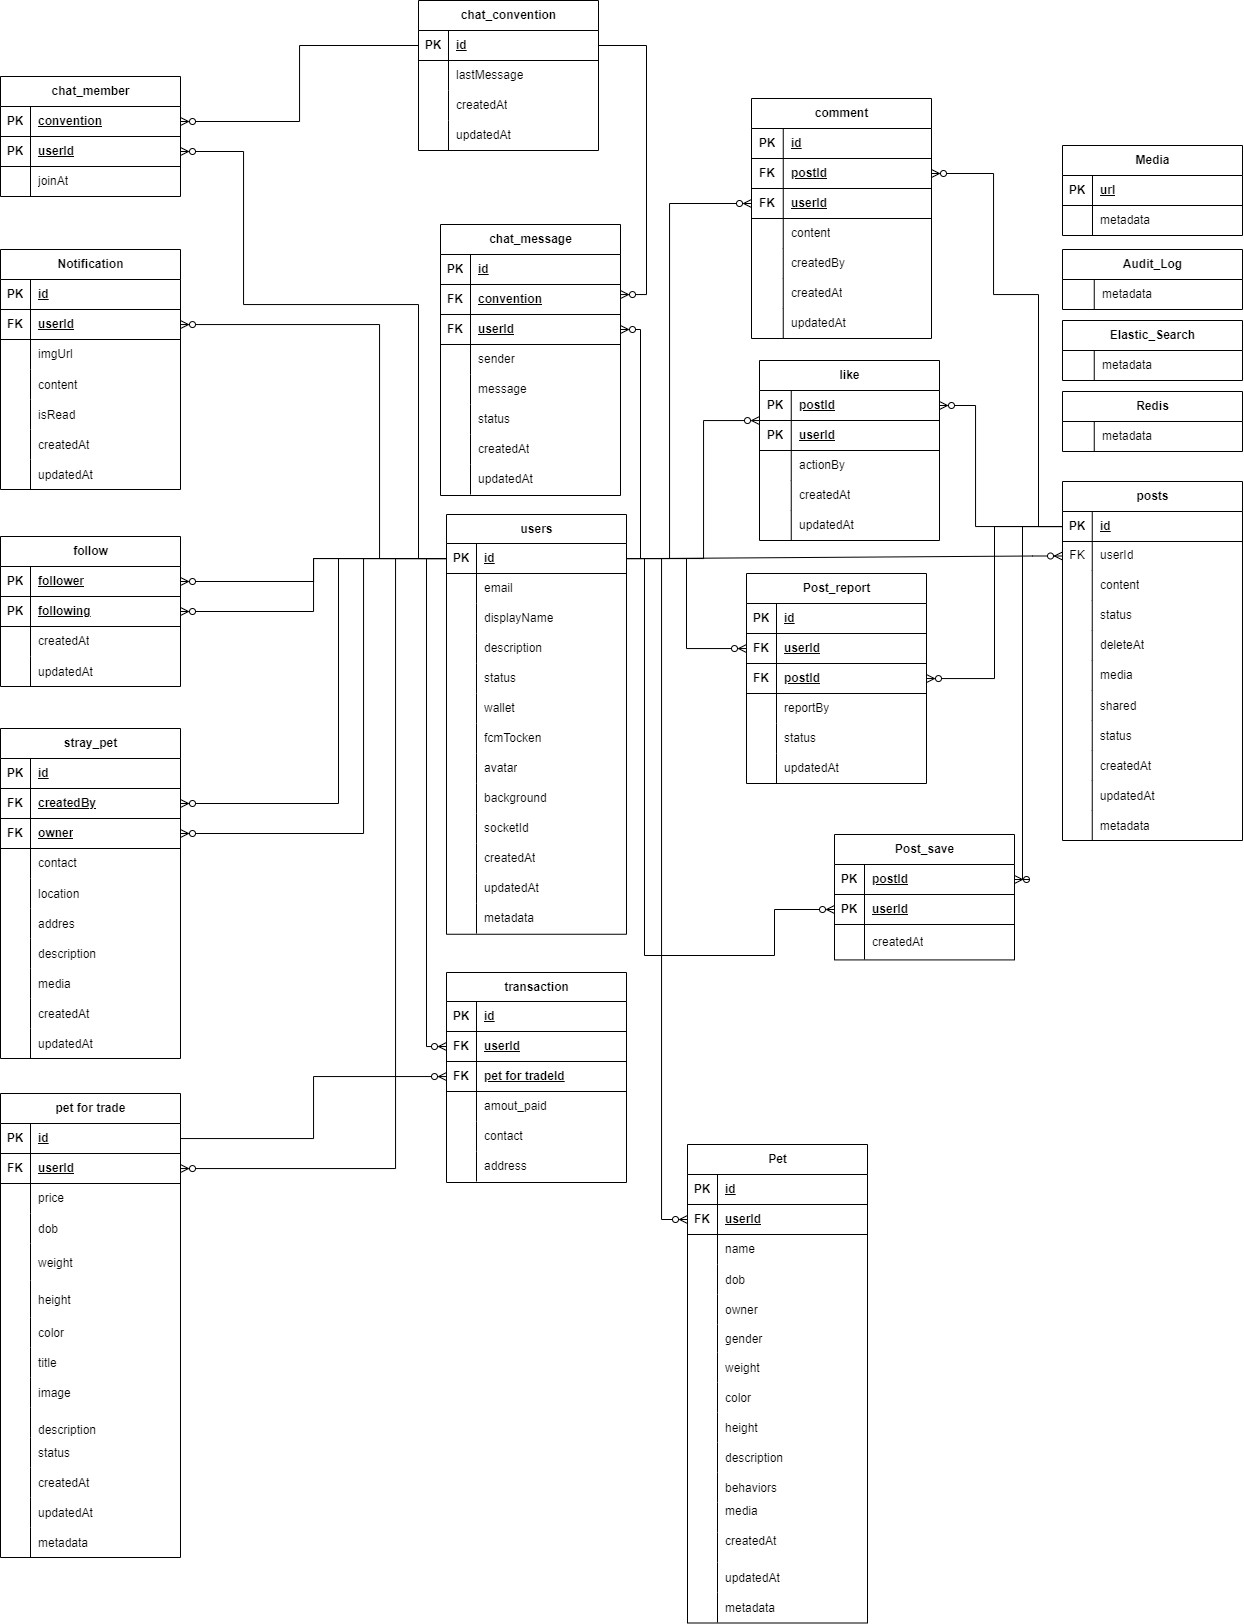 chat_convention
PK id
lastMessage
createdAt
updatedAt
chat_member
PK convention
PK userId
joinAt
comment
PK id
FK postId
FK userId
content
createdBy
createdAt
updatedAt
Media
PK url
metadata
chat_message
PK id
FK convention
FK userId
sender
message
status
createdAt
updatedAt
Notification
PK id
FK userId
imgUrl
content
isRead
createdAt
updatedAt
Audit_Log
metadata
Elastic_Search
metadata
like
PK postId
PK userId
actionBy
createdAt
updatedAt
Redis
metadata
posts
PK id
FK userId
content
status
deleteAt
media
shared
status
createdAt
updatedAt
metadata
users
PK id
email
displayName
description
status
wallet
fcmTocken
avatar
background
socketId
createdAt
updatedAt
metadata
follow
PK follower
PK following
createdAt
updatedAt
Post_report
PK id
FK userId
FK postId
reportBy
status
updatedAt
stray_pet
PK id
FK createdBy
FK owner
contact
location
addres
description
media
createdAt
updatedAt
Post_save
PK postId
PK userId
createdAt
transaction
PK id
FK userId
FK pet for tradeId
amout_paid
contact
address
pet for trade
PK id
FK userId
price
dob
weight
height
color
title
image
description
status
createdAt
updatedAt
metadata
Pet
PK id
FK userId
name
dob
owner
gender
weight
color
height
description
behaviors
media
createdAt
updatedAt
metadata